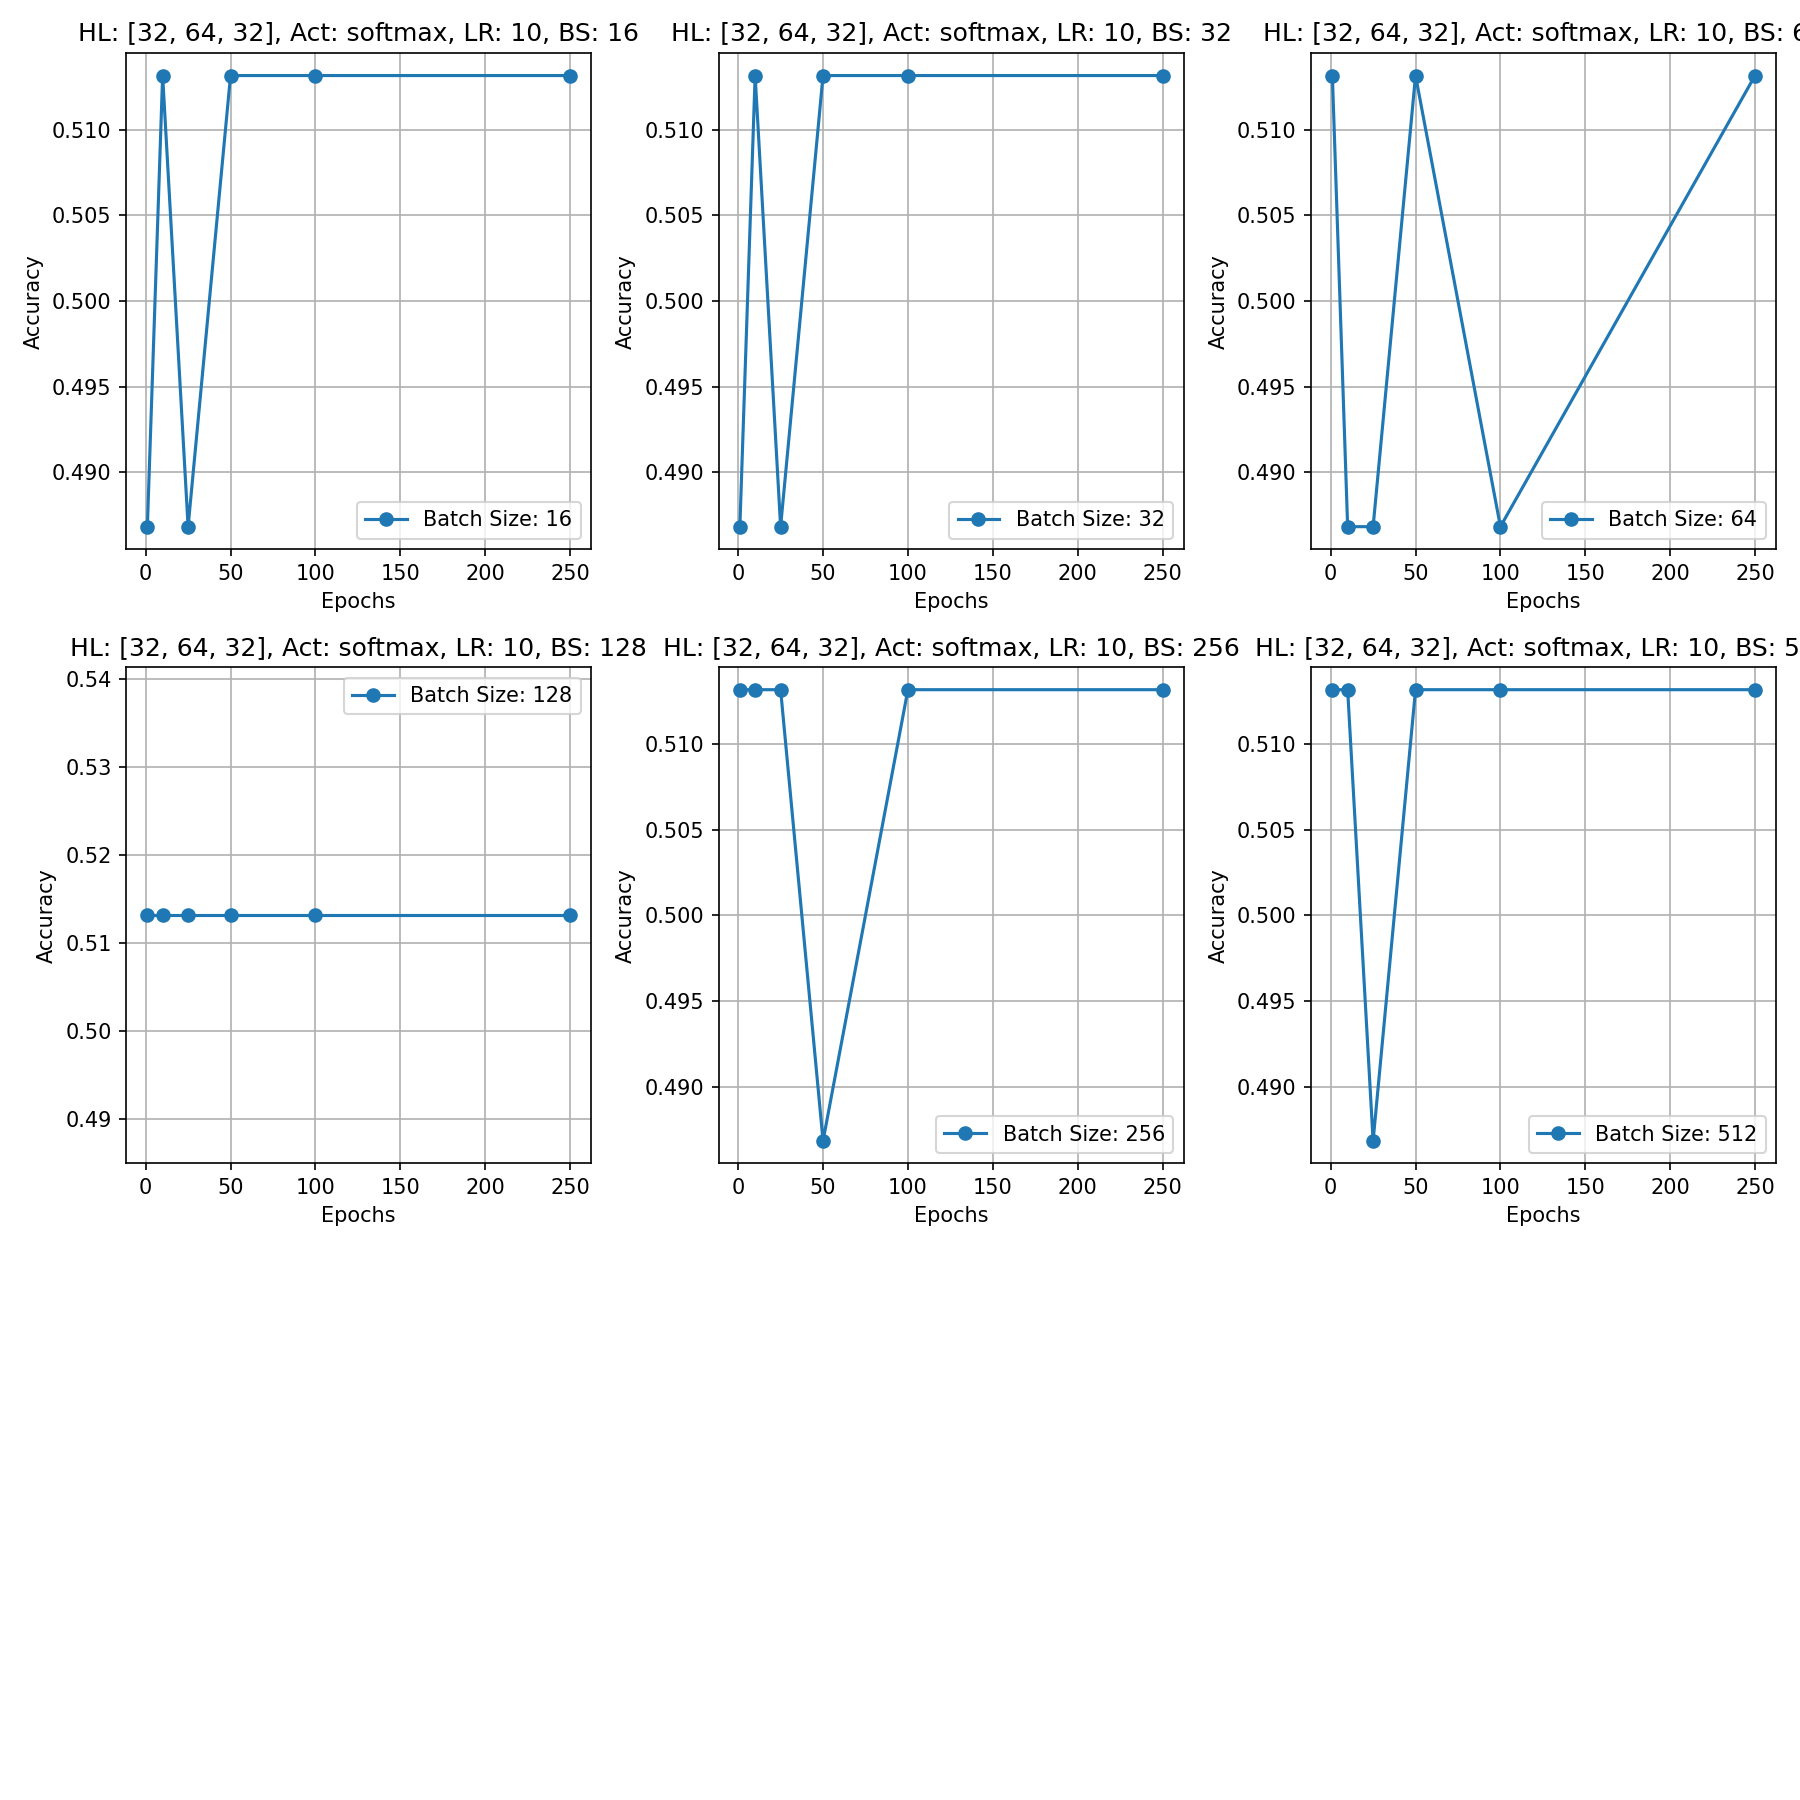 HL: [32, 64, 32], Act: softmax, LR: 10, BS: 16
0.510
0.505
0.500
0.495
0.490
Accuracy
Batch Size: 16
0 50 100 150 200 250
Epochs
HL: [32, 64, 32], Act: softmax, LR: 10, BS: 32
0.510
0.505
0.500
0.495
0.490
Accuracy
Batch Size: 32
0 50 100 150 200 250
Epochs
HL: [32, 64, 32], Act: softmax, LR: 10, BS: 6
0.510
0.505
0.500
0.495
0.490
Accuracy
Batch Size: 64
0 50 100 150 200 250
Epochs
HL: [32, 64, 32], Act: softmax, LR: 10, BS: 128
0.54
0.53
0.52
0.51
0.50
0.49
Accuracy
Batch Size: 128
0 50 100 150 200 250
Epochs
HL: [32, 64, 32], Act: softmax, LR: 10, BS: 256
0.510
0.505
0.500
0.495
0.490
Accuracy
Batch Size: 256
0 50 100 150 200 250
Epochs
HL: [32, 64, 32], Act: softmax, LR: 10, BS: 5
0.510
0.505
0.500
0.495
0.490
Accuracy
Batch Size: 512
0 50 100 150 200 250
Epochs